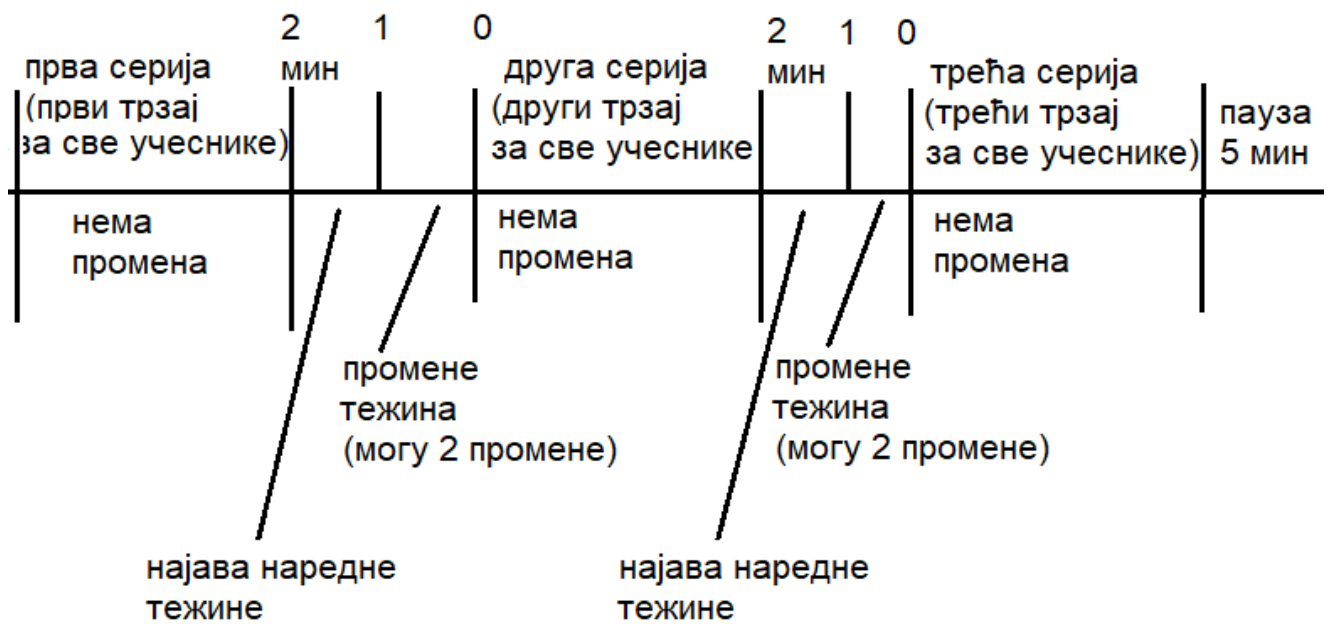 2
мин
1
0
2
мин
1
0
прва серија
(први трзај
за све учеснике)
друга серија
(други трзај
за све учеснике
трећа серија
(трећи трзај
за све учеснике)
пауза
5 мин
нема
промена
нема
промена
нема
промена
промене
тежина
(могу 2 промене)
промене
тежина
(могу 2 промене)
најава наредне
тежине
најава наредне
тежине